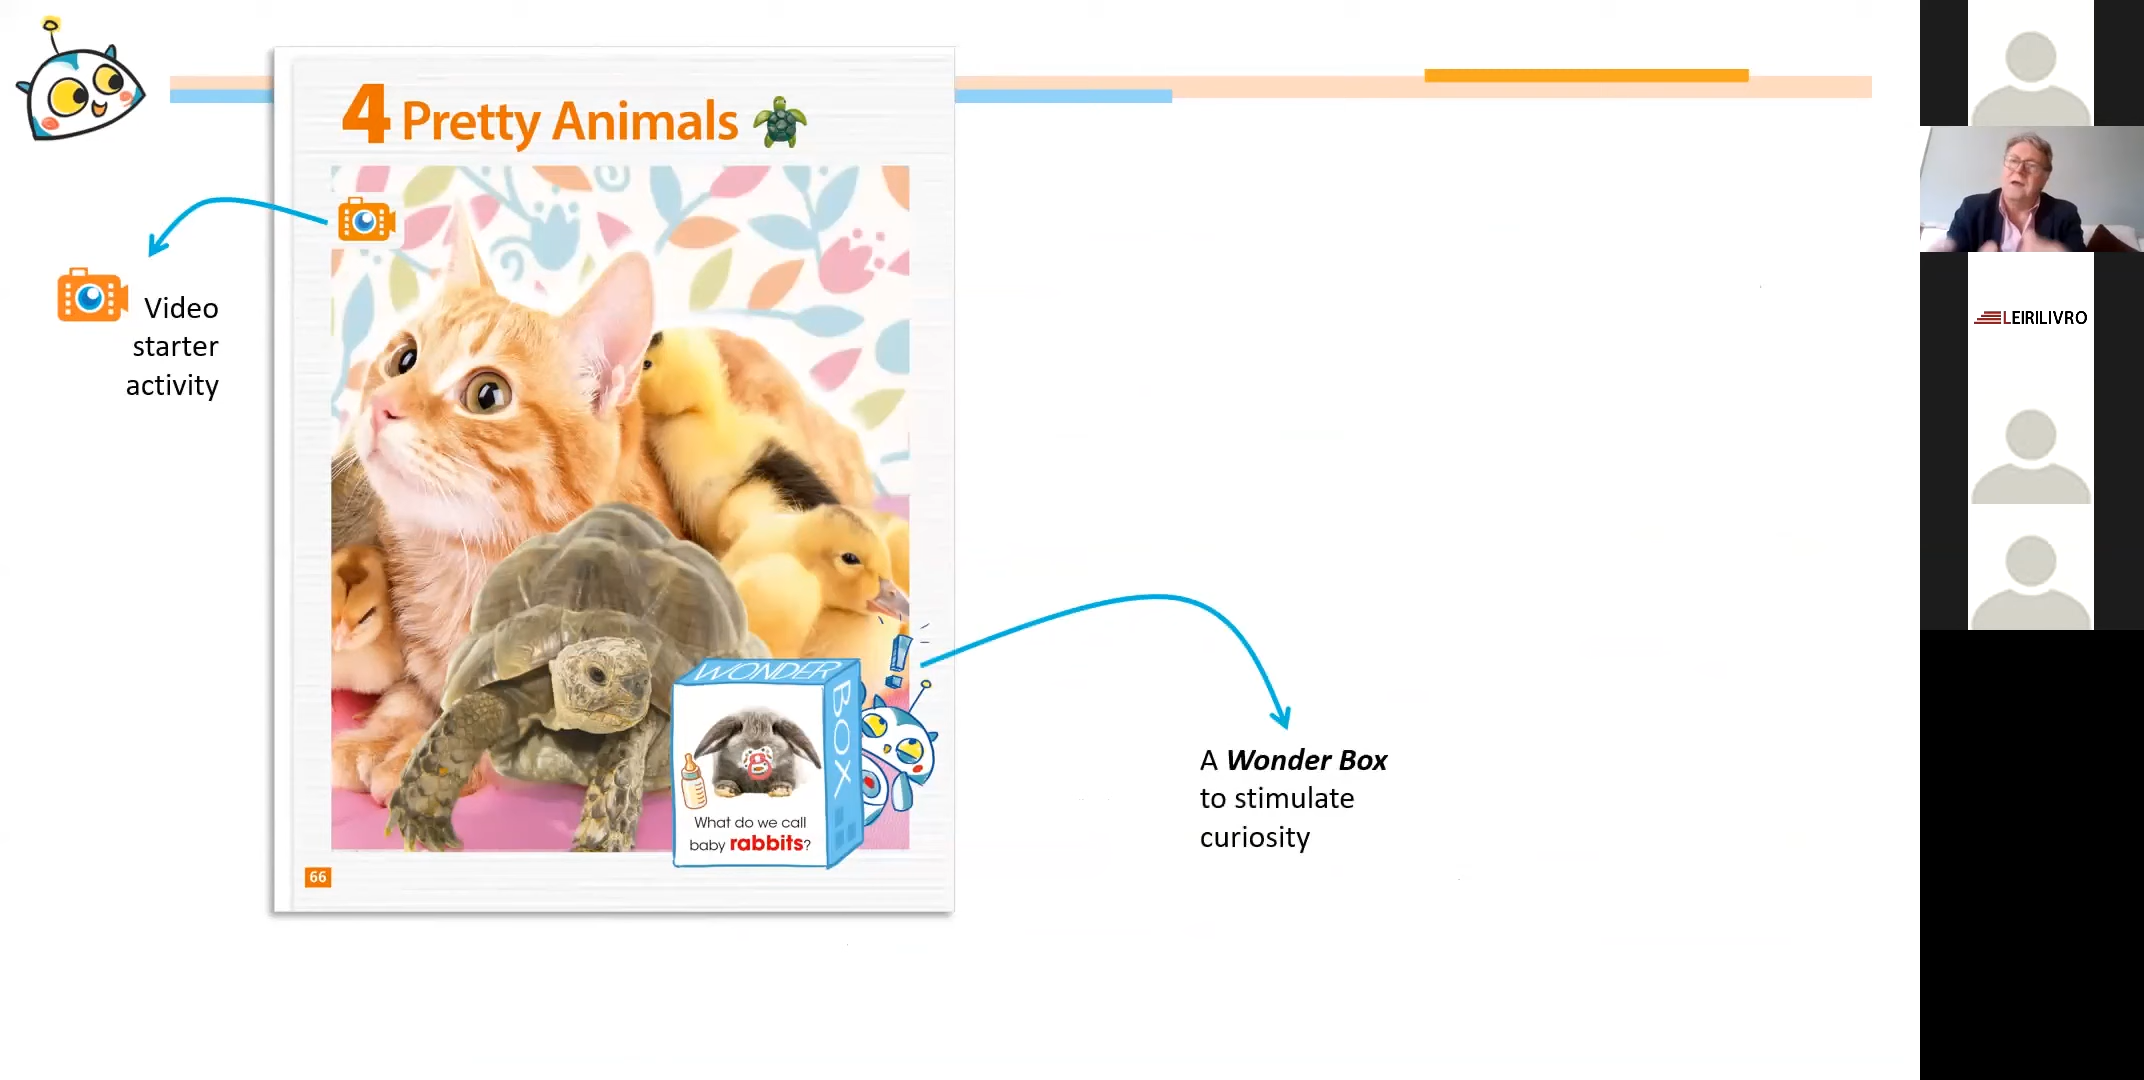 4 Pretty Animals
Video
starter
activity
WONDER
BOX
What do we call
baby rabbits?
66
A Wonder Box
to stimulate
curiosity
LEIRILIVRO